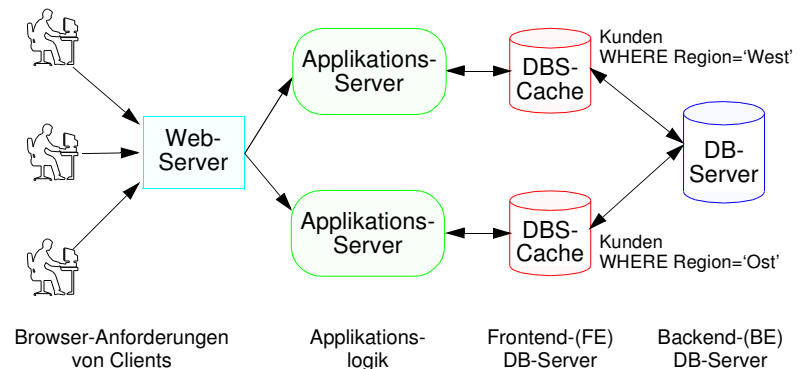 Applikations-
Server
DBS-
Cache
Kunden
WHERE Region=‘West’
Web-
Server
DB-
Server
Applikations-
Server
DBS-
Cache
Kunden
WHERE Region=‘Ost’
Browser-Anforderungen
von Clients
Applikations-
logik
Frontend-(FE)
DB-Server
Backend-(BE)
DB-Server